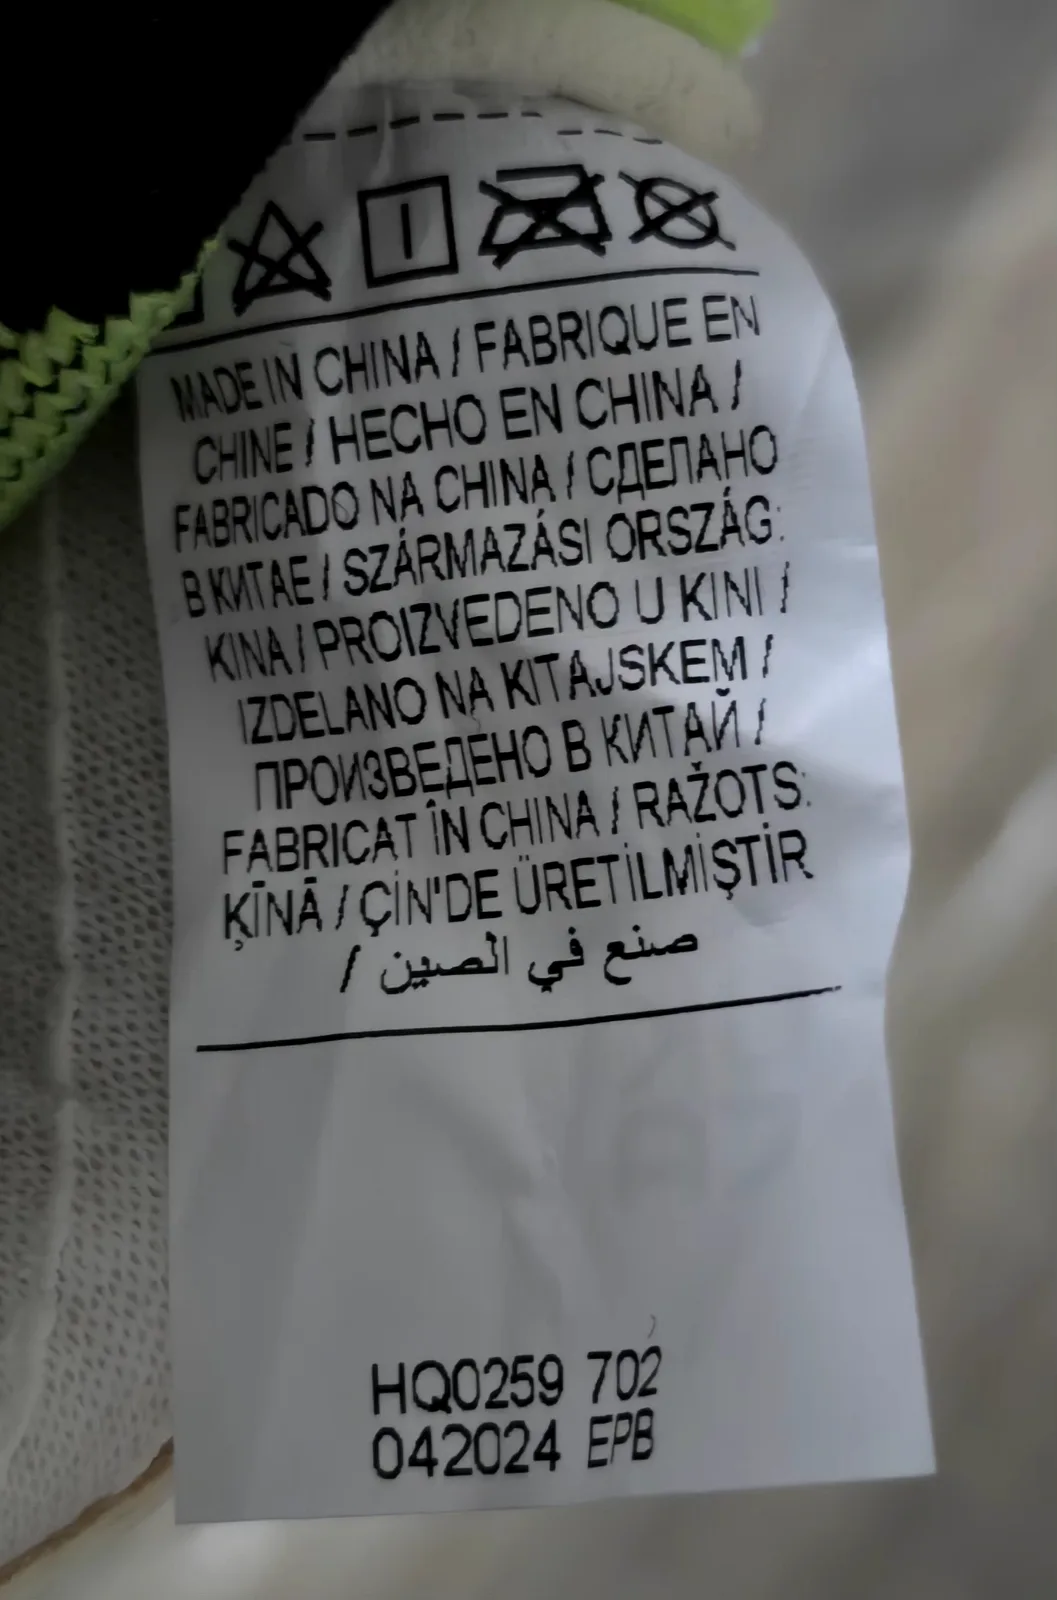 MADE IN CHINA / FABRIQUE EN
CHINE / HECHO EN CHINA /
FABRICADO NA CHINA / СДЕЛАНО
В КИТАЕ / SZÁRMAZÁSI ORSZÁG:
KINA / PROIZVEDENO U KINI /
IZDELANO NA KITAJSKEM /
ПРОИЗВЕДЕНО В КИТАЙ /
FABRICAT ÎN CHINA / RAŽOTS:
ĶĪNĀ / ÇİN'DE ÜRETİLMİŞTİR
صنع في الصين /
HQ0259 702
042024 EPB